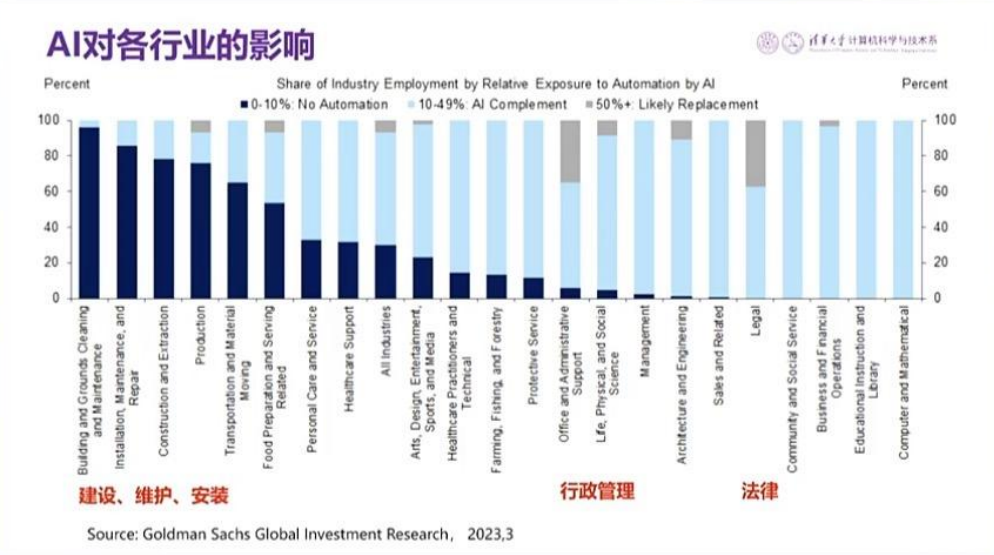 AI对各行业的影响
清华大学计算机科学与技术系
Percent
Share of Industry Employment by Relative Exposure to Automation by AI
Percent
0-10%: No Automation
10-49%: AI Complement
50%+: Likely Replacement
100
80
60
40
20
0
100
80
60
40
20
0
Building and Grounds Cleaning
and Maintenance
Installation, Maintenance, and
Repair
Construction and Extraction
Production
Transportation and Material
Moving
Food Preparation and Serving
Related
Personal Care and Service
Healthcare Support
All Industries
Arts, Design, Entertainment,
Sports, and Media
Healthcare Practitioners and
Technical
Farming, Fishing, and Forestry
Protective Service
Office and Administrative
Support
Life, Physical, and Social
Science
Management
Architecture and Engineering
Sales and Related
Legal
Community and Social Service
Business and Financial
Operations
Educational Instruction and
Library
Computer and Mathematical
建设、维护、安装
行政管理
法律
Source: Goldman Sachs Global Investment Research, 2023,3